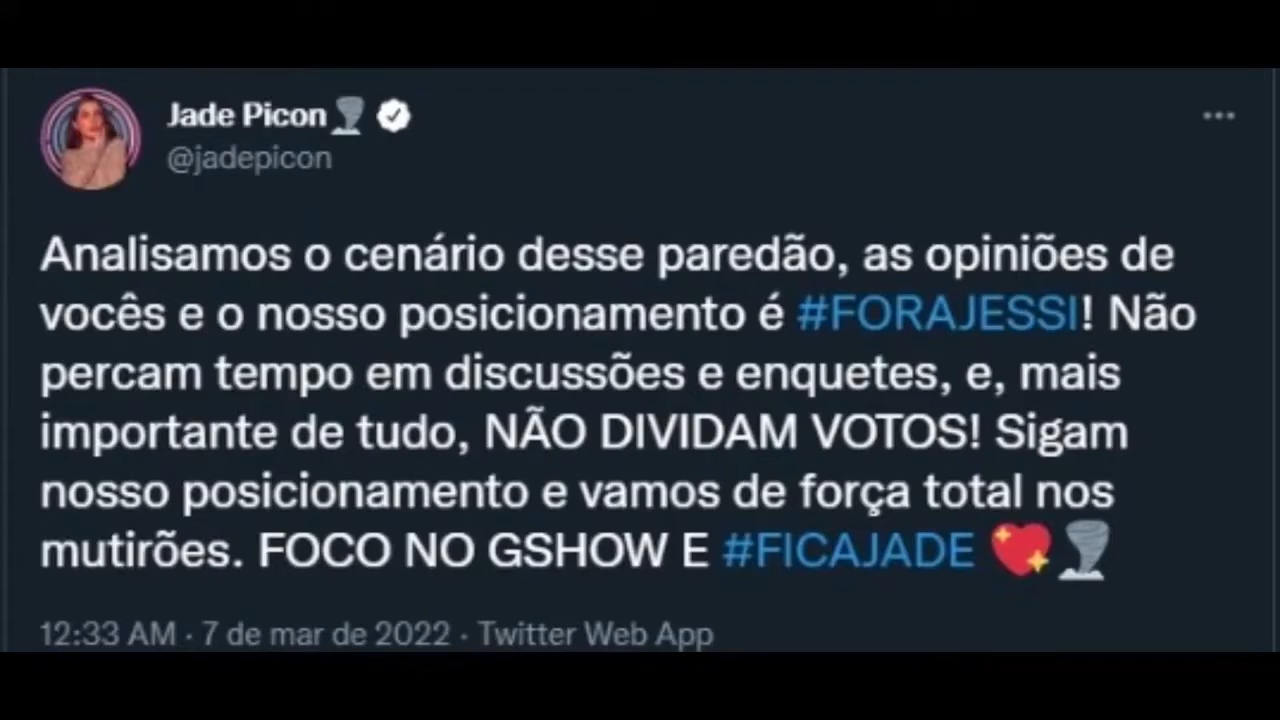 Jade Picon🌪️
@jadepicon
Analisamos o cenário desse paredão, as opiniões de
vocês e o nosso posicionamento é #FORAJESSI! Não
percam tempo em discussões e enquetes, e, mais
importante de tudo, NÃO DIVIDAM VOTOS! Sigam
nosso posicionamento e vamos de força total nos
mutirões. FOCO NO GSHOW E #FICAJADE 💖🌪️
12:33 AM · 7 de mar de 2022 · Twitter Web App